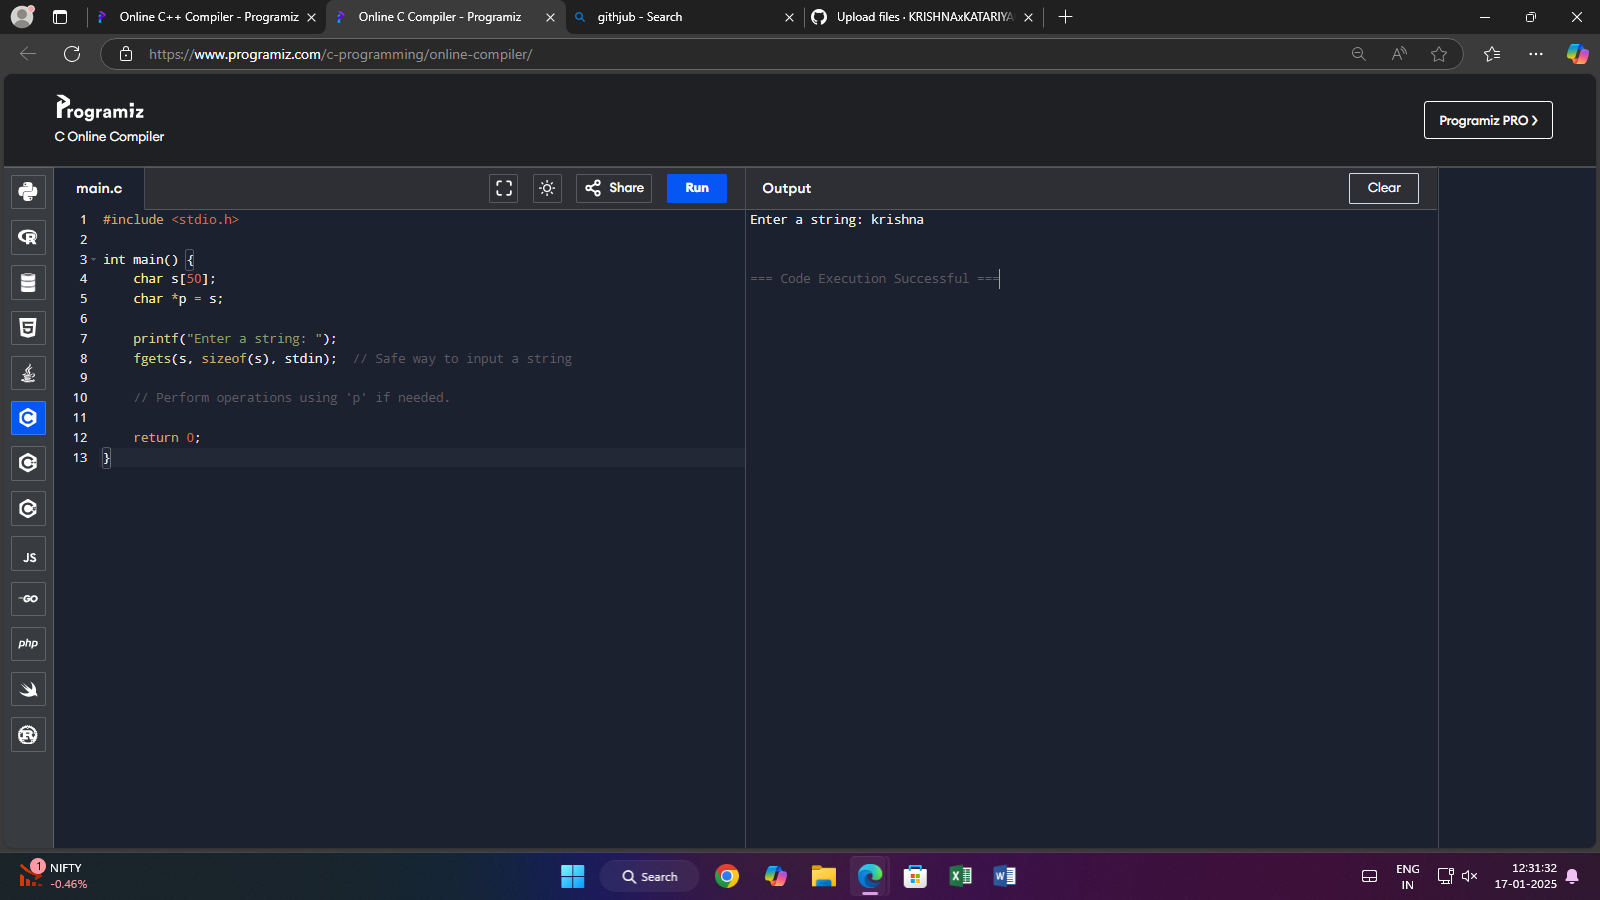 Online C++ Compiler - Programiz
Online C Compiler - Programiz
githjub - Search
Upload files · KRISHNAxKATARIYA
https://www.programiz.com/c-programming/online-compiler/
Programiz
C Online Compiler
Programiz PRO >
main.c
Share
Run
Output
Clear
1 #include <stdio.h>
2
3 int main() {
4     char s[50];
5     char *p = s;
6
7     printf("Enter a string: ");
8     fgets(s, sizeof(s), stdin);  // Safe way to input a string
9
10     // Perform operations using 'p' if needed.
11
12     return 0;
13 }
Enter a string: krishna
=== Code Execution Successful ===
JS
GO
php
1
NIFTY
-0.46%
Search
ENG
IN
12:31:32
17-01-2025